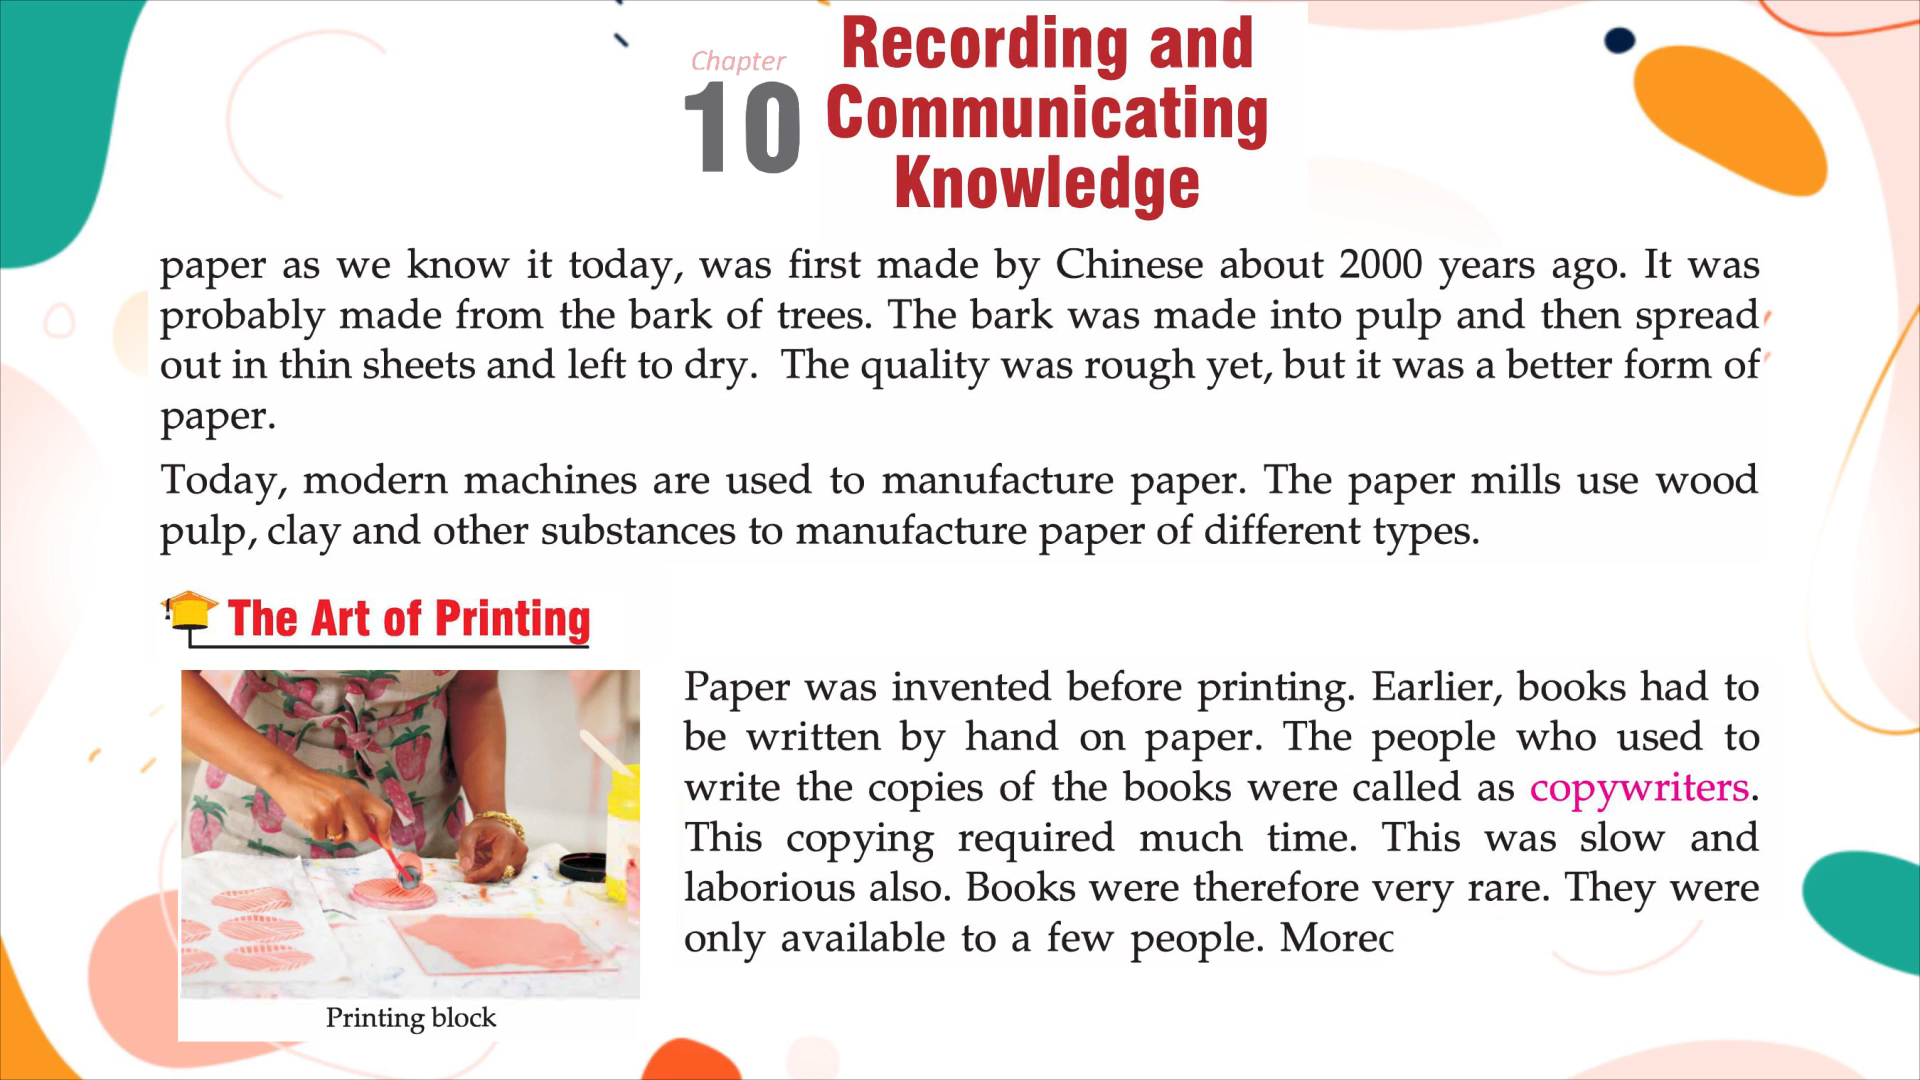 Chapter
10
Recording and
Communicating
Knowledge
paper as we know it today, was first made by Chinese about 2000 years ago. It was
probably made from the bark of trees. The bark was made into pulp and then spread
out in thin sheets and left to dry. The quality was rough yet, but it was a better form of
paper.
Today, modern machines are used to manufacture paper. The paper mills use wood
pulp, clay and other substances to manufacture paper of different types.
The Art of Printing
Paper was invented before printing. Earlier, books had to
be written by hand on paper. The people who used to
write the copies of the books were called as copywriters.
This copying required much time. This was slow and
laborious also. Books were therefore very rare. They were
only available to a few people. Morec
Printing block